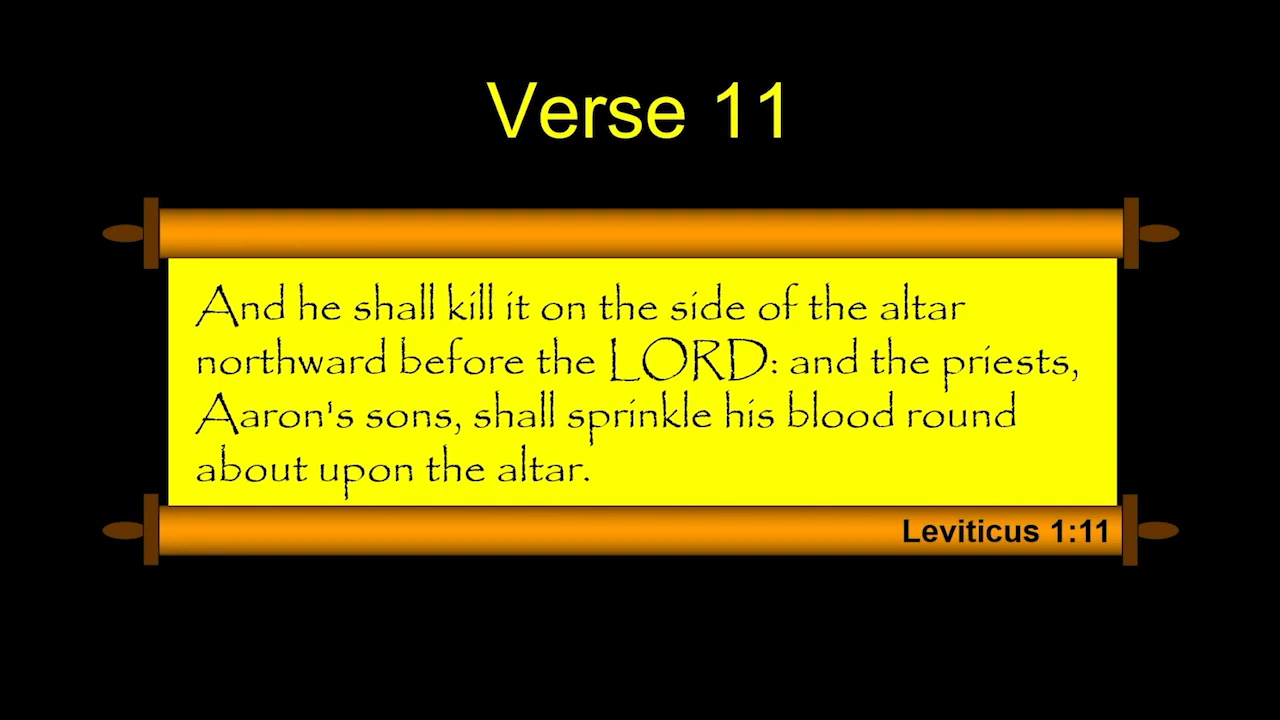 Verse 11
And he shall kill it on the side of the altar
northward before the LORD: and the priests,
Aaron's sons, shall sprinkle his blood round
about upon the altar.
Leviticus 1:11